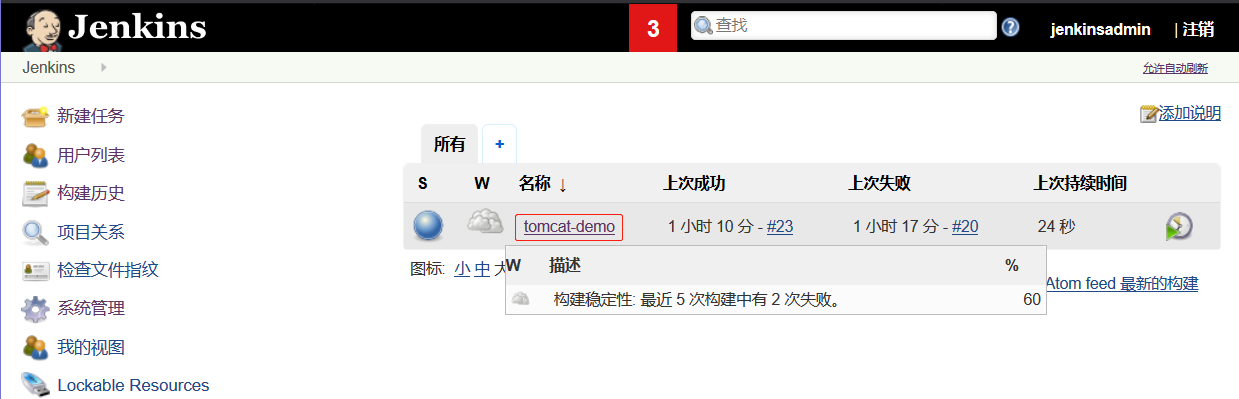 Jenkins
3
查找
jenkinsadmin | 注销
Jenkins
允许自动刷新
新建任务
用户列表
构建历史
项目关系
检查文件指纹
系统管理
我的视图
Lockable Resources
添加说明
所有 +
S W 名称 ↓ 上次成功 上次失败 上次持续时间
tomcat-demo 1 小时 10 分 - #23 1 小时 17 分 - #20 24 秒
图标: 小 中
W 描述 %
构建稳定性: 最近 5 次构建中有 2 次失败。 60
Atom feed 最新的构建